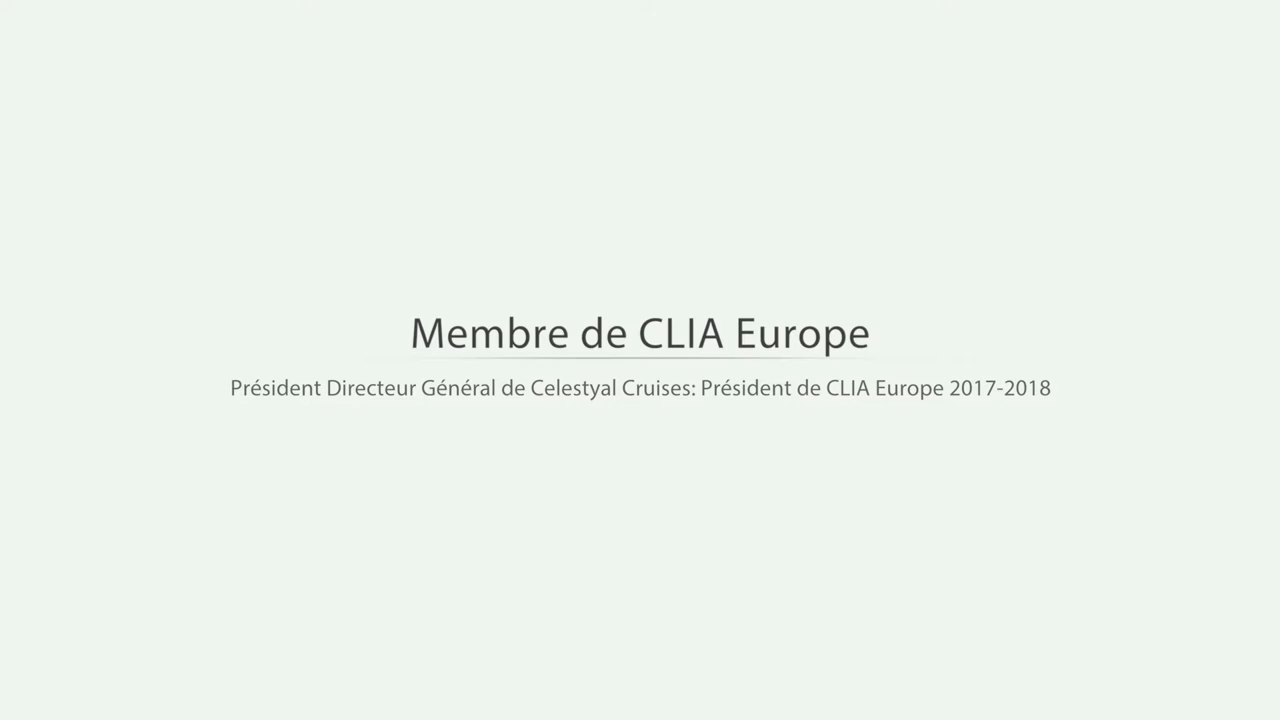 Membre de CLIA Europe
Président Directeur Général de Celestyal Cruises: Président de CLIA Europe 2017-2018